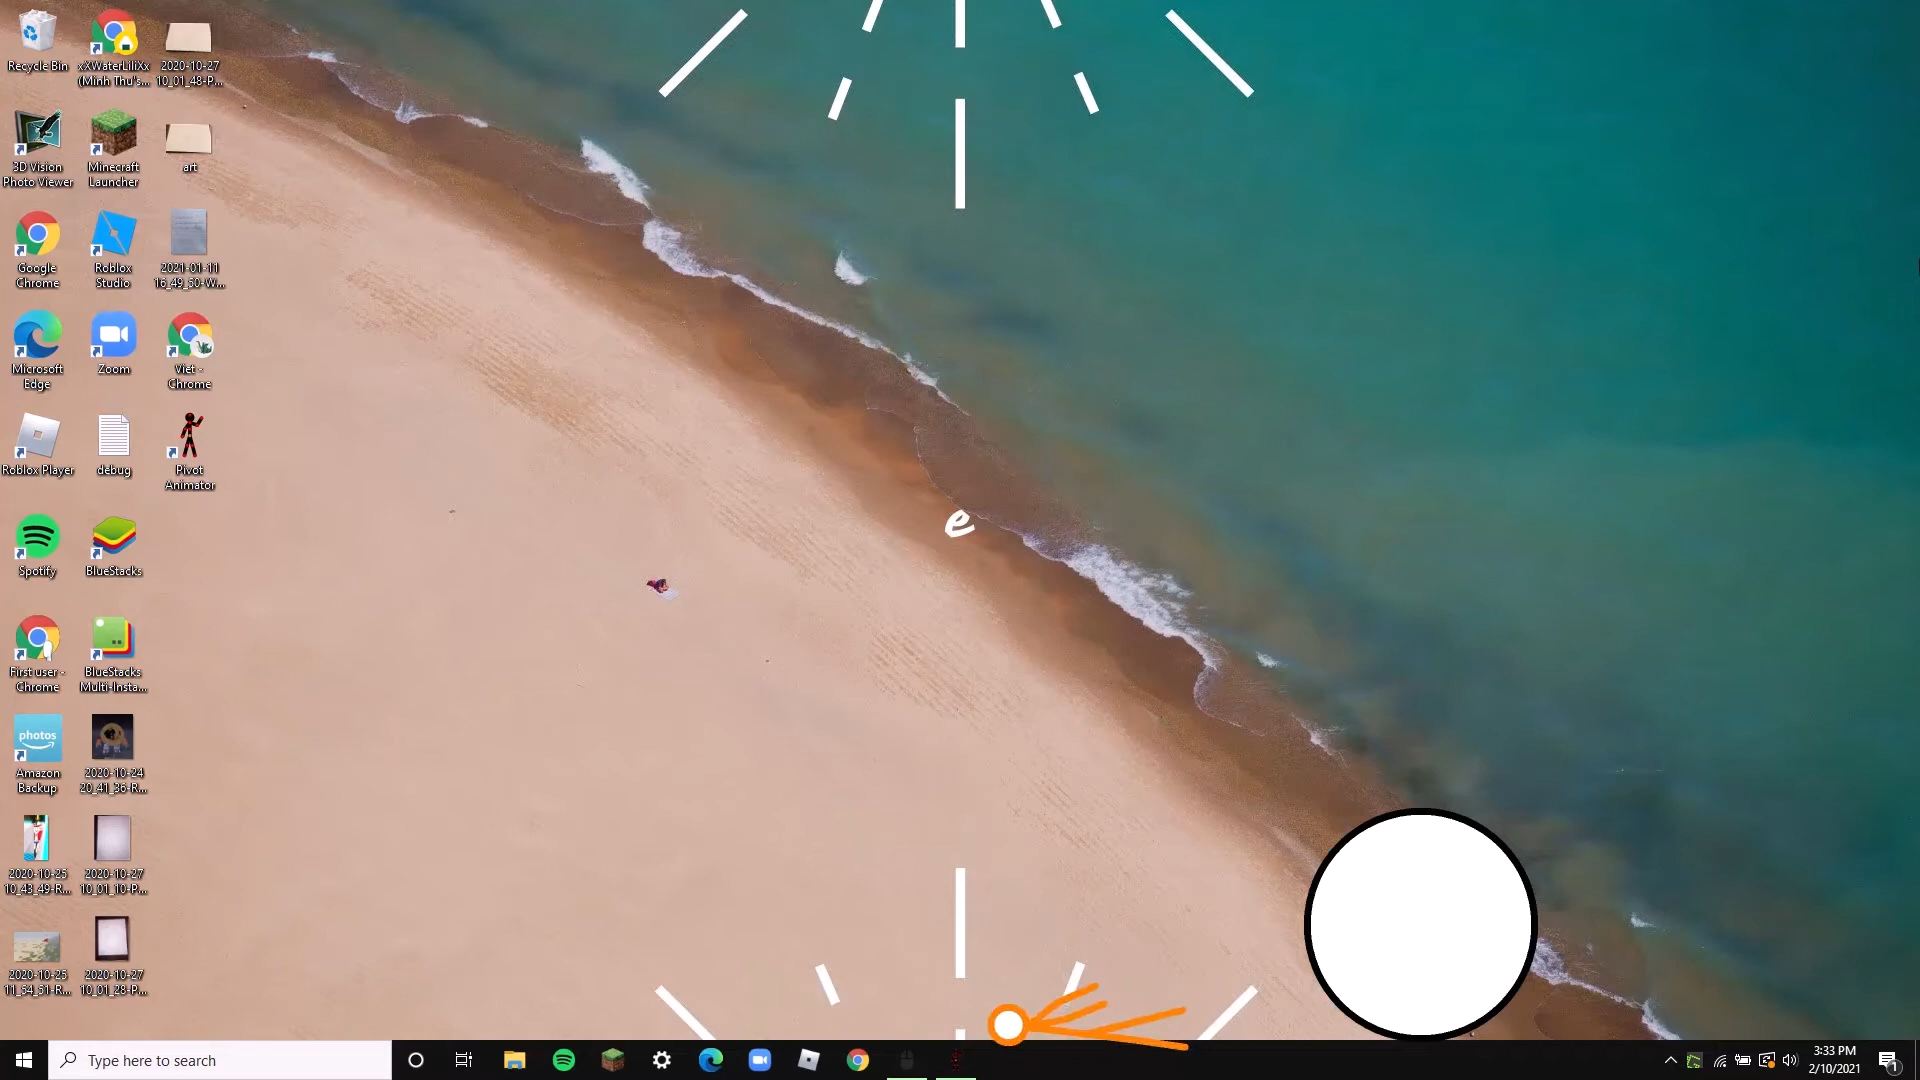 Recycle Bin
xXWaterLiliXx
(Minh Thu's...
2020-10-27
10_01_48-P...
3D Vision
Photo Viewer
Minecraft
Launcher
art
Google
Chrome
Roblox
Studio
2021-01-11
16_49_50-W...
Microsoft
Edge
Zoom
Viet -
Chrome
Roblox Player
debug
Pivot
Animator
e
Spotify
BlueStacks
First user -
Chrome
BlueStacks
Multi-Insta...
photos
Amazon
Backup
2020-10-24
20_41_36-R...
2020-10-25
10_43_49-R...
2020-10-27
10_01_10-P...
2020-10-25
11_54_51-R...
2020-10-27
10_01_28-P...
Type here to search
3:33 PM
2/10/2021
1